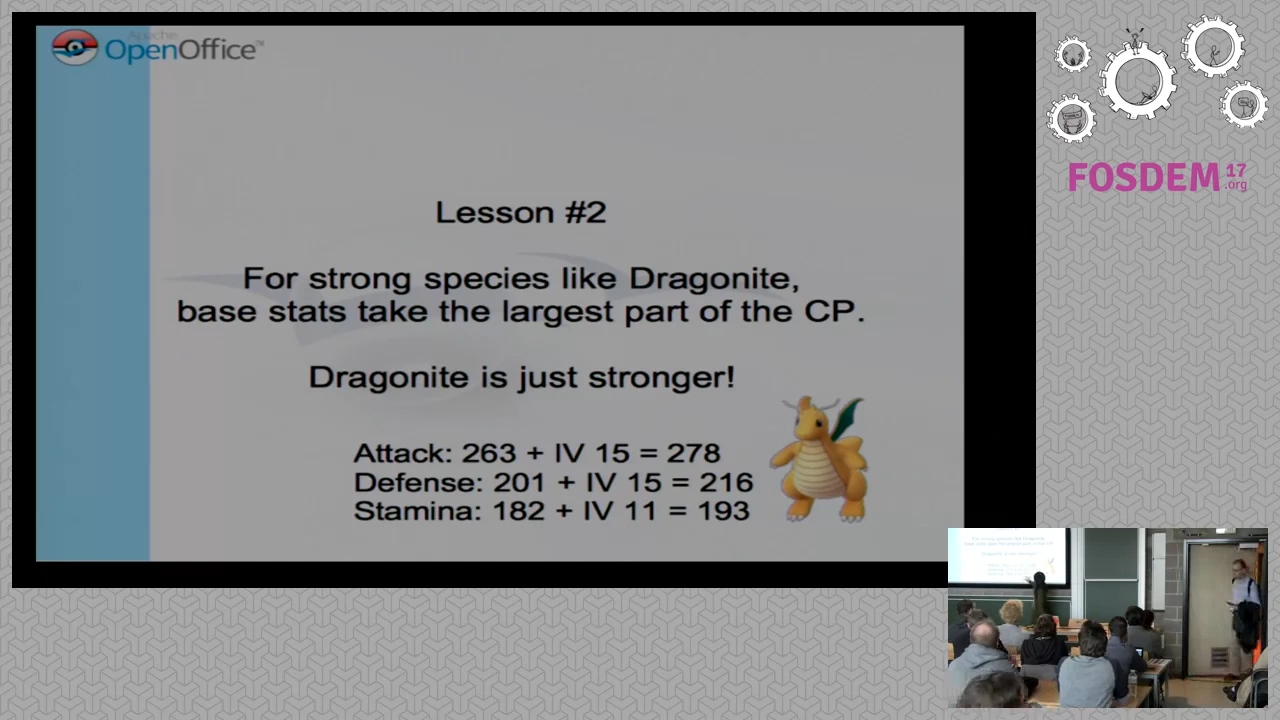 Apache
OpenOffice™
Lesson #2
For strong species like Dragonite,
base stats take the largest part of the CP.
Dragonite is just stronger!
Attack: 263 + IV 15 = 278
Defense: 201 + IV 15 = 216
Stamina: 182 + IV 11 = 193
FOSDEM 17
.org